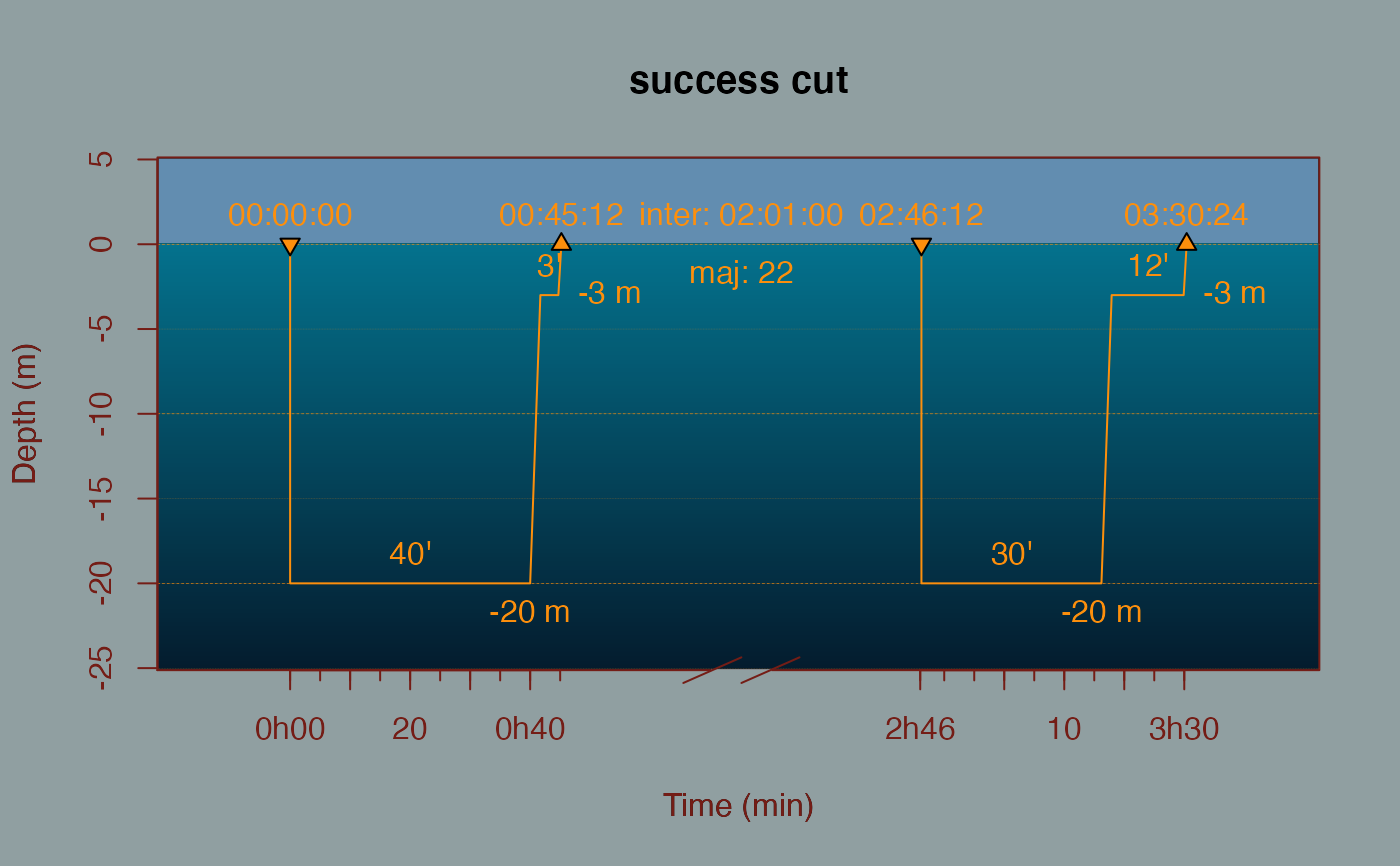 success cut
5
0
-5
-10
-15
-20
-25
Depth (m)
00:00:00 00:45:12 inter: 02:01:00 02:46:12 03:30:24
3' maj: 22 12'
-3 m -3 m
40' 30'
-20 m -20 m
0h00 20 0h40 2h46 10 3h30
Time (min)